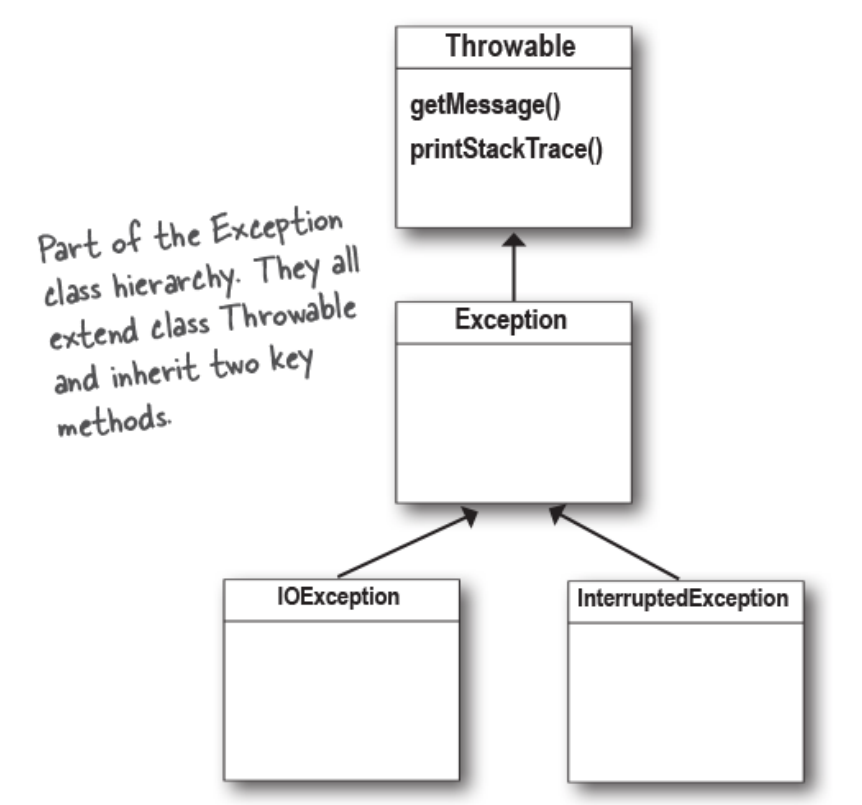 Throwable
getMessage()
printStackTrace()
Part of the Exception
class hierarchy. They all
extend class Throwable
and inherit two key
methods.
Exception
IOException
InterruptedException